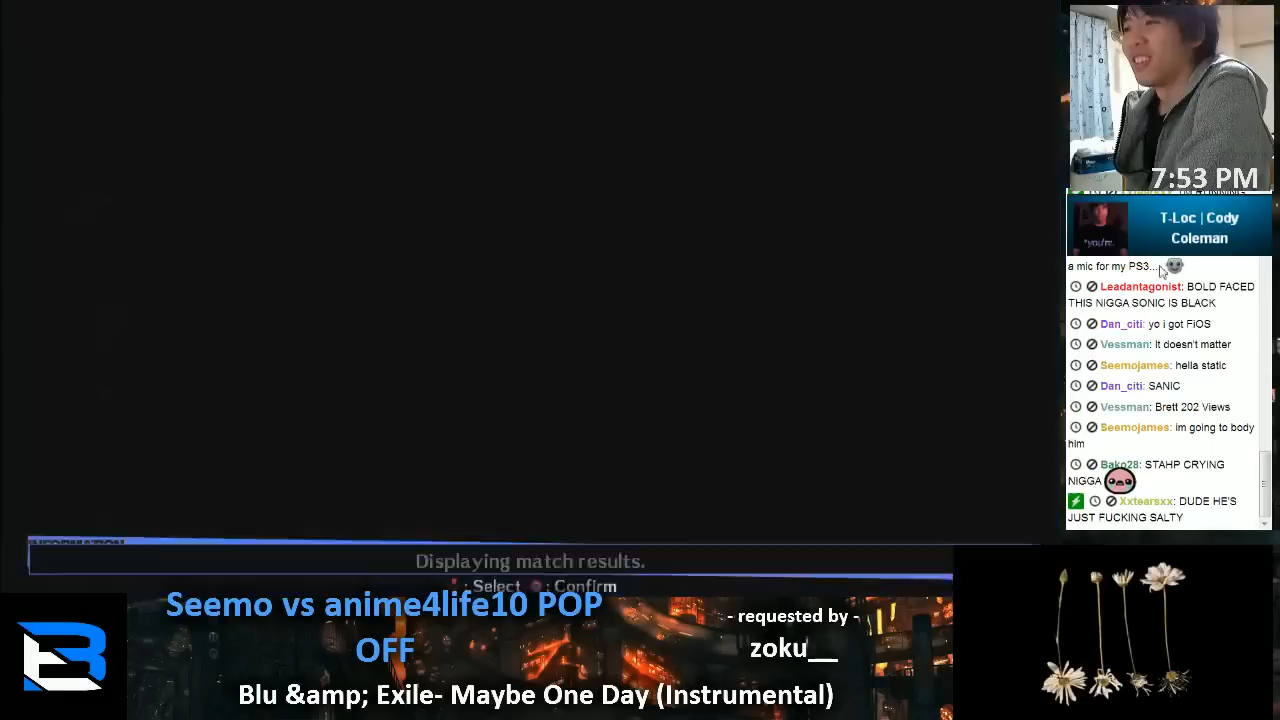 7:53 PM
T-Loc | Cody
Coleman
*you're.
a mic for my PS3...
Leadantagonist: BOLD FACED
THIS NIGGA SONIC IS BLACK
Dan_citi: yo i got FiOS
Vessman: It doesn't matter
Seemojames: hella static
Dan_citi: SANIC
Vessman: Brett 202 Views
Seemojames: im going to body
him
Bako28: STAHP CRYING
NIGGA
Xxtearsxx: DUDE HE'S
JUST FUCKING SALTY
INFORMATION
Displaying match results.
: Select : Confirm
Seemo vs anime4life10 POP
OFF
- requested by -
zoku__
Blu &amp; Exile- Maybe One Day (Instrumental)